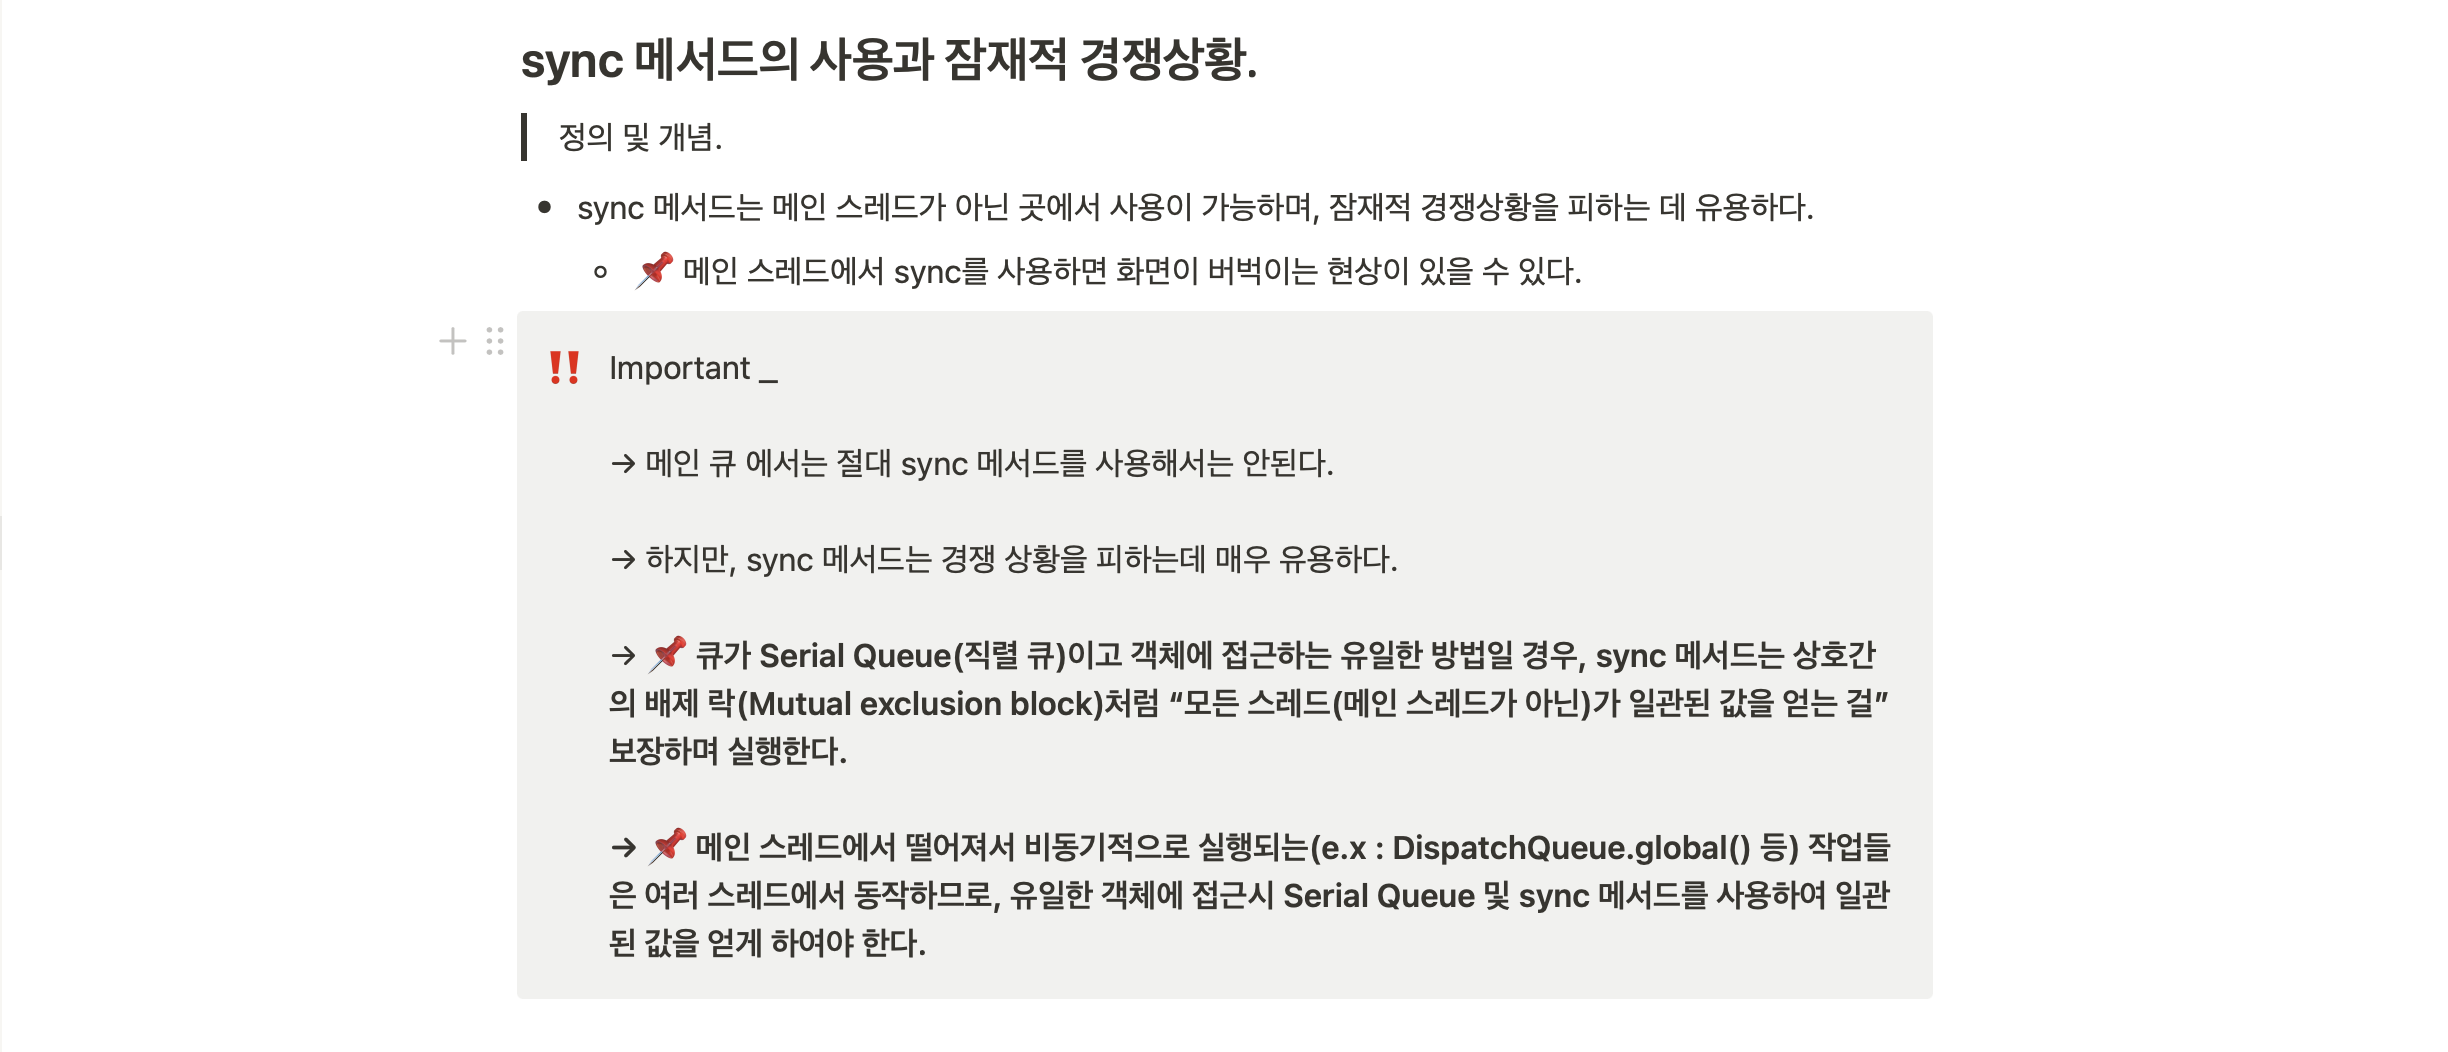 sync 메서드의 사용과 잠재적 경쟁상황.
정의 및 개념.
• sync 메서드는 메인 스레드가 아닌 곳에서 사용이 가능하며, 잠재적 경쟁상황을 피하는 데 유용하다.
◦ 📌 메인 스레드에서 sync를 사용하면 화면이 버벅이는 현상이 있을 수 있다.
‼️ Important _
→ 메인 큐 에서는 절대 sync 메서드를 사용해서는 안된다.
→ 하지만, sync 메서드는 경쟁 상황을 피하는데 매우 유용하다.
→ 📌 큐가 Serial Queue(직렬 큐)이고 객체에 접근하는 유일한 방법일 경우, sync 메서드는 상호간
의 배제 락(Mutual exclusion block)처럼 “모든 스레드(메인 스레드가 아닌)가 일관된 값을 얻는 걸”
보장하며 실행한다.
→ 📌 메인 스레드에서 떨어져서 비동기적으로 실행되는(e.x : DispatchQueue.global() 등) 작업들
은 여러 스레드에서 동작하므로, 유일한 객체에 접근시 Serial Queue 및 sync 메서드를 사용하여 일관
된 값을 얻게 하여야 한다.